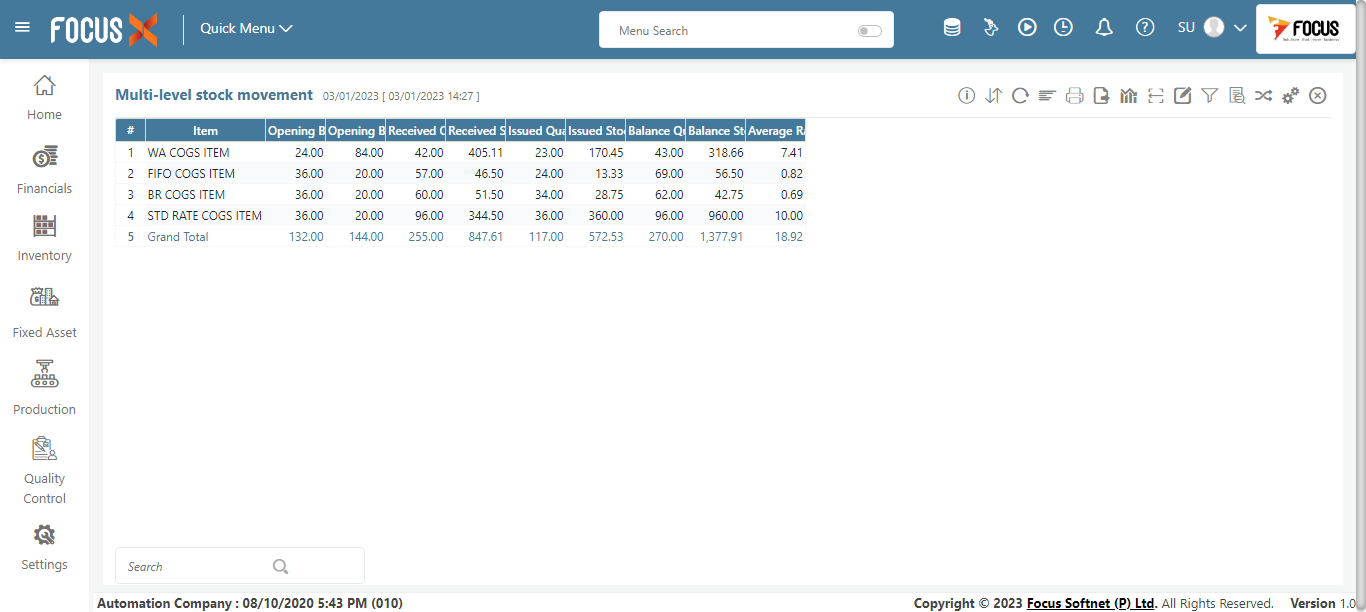 FOCUS X Quick Menu Menu Search SU FOCUS
Home
Financials
Inventory
Fixed Asset
Production
Quality
Control
Settings
Multi-level stock movement 03/01/2023 [ 03/01/2023 14:27 ]
# Item Opening B Opening B Received Q Received S Issued Qua Issued Stoc Balance Qu Balance Sto Average Ra
1 WA COGS ITEM 24.00 84.00 42.00 405.11 23.00 170.45 43.00 318.66 7.41
2 FIFO COGS ITEM 36.00 20.00 57.00 46.50 24.00 13.33 69.00 56.50 0.82
3 BR COGS ITEM 36.00 20.00 60.00 51.50 34.00 28.75 62.00 42.75 0.69
4 STD RATE COGS ITEM 36.00 20.00 96.00 344.50 36.00 360.00 96.00 960.00 10.00
5 Grand Total 132.00 144.00 255.00 847.61 117.00 572.53 270.00 1,377.91 18.92
Search
Automation Company : 08/10/2020 5:43 PM (010) Copyright © 2023 Focus Softnet (P) Ltd. All Rights Reserved. Version 1.0